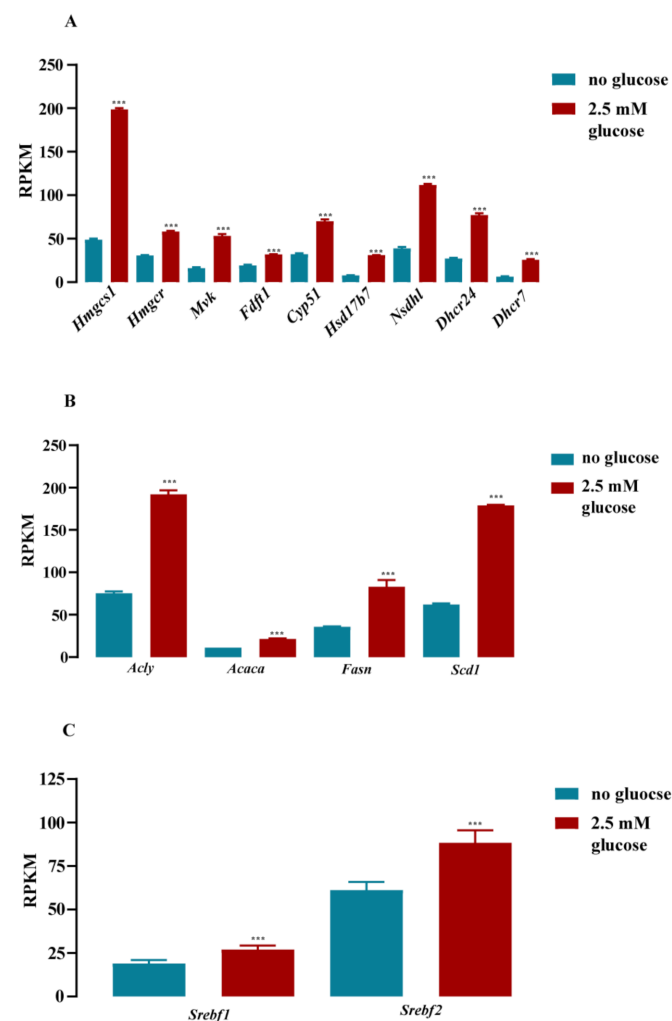 A
250
200
150
100
50
0
RPKM
***
***
***
***
***
***
***
***
***
Hmgcs1
Hmgcr
Mvk
Fdft1
Cyp51
Hsd17b7
Nsdhl
Dhcr24
Dhcr7
no glucose
2.5 mM
glucose
B
250
200
150
100
50
0
RPKM
***
***
***
***
Acly
Acaca
Fasn
Scd1
no glucose
2.5 mM
glucose
C
125
100
75
50
25
0
RPKM
***
***
Srebf1
Srebf2
no gluocse
2.5 mM
glucose